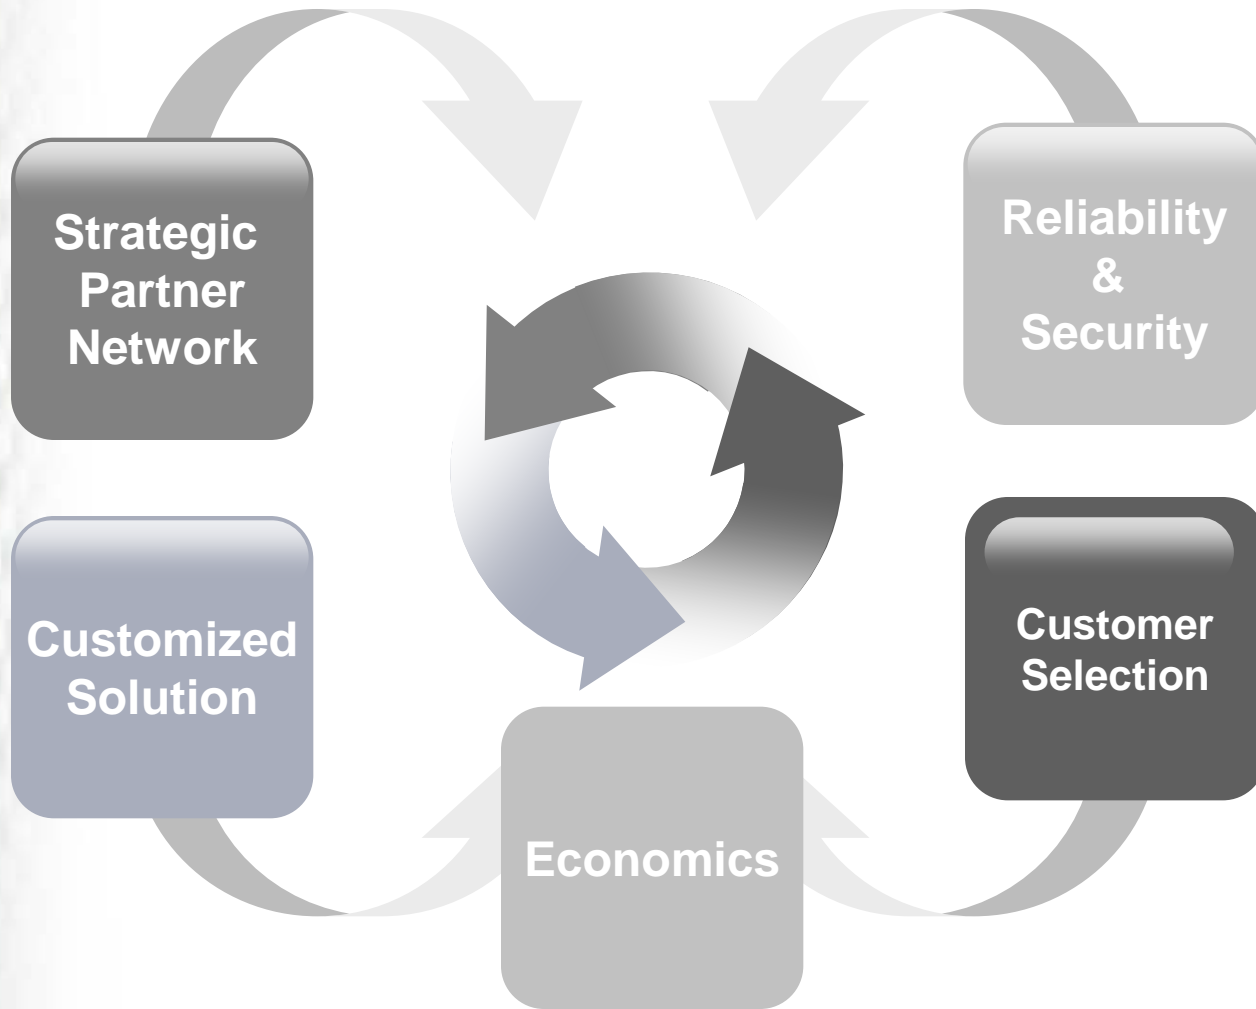 Strategic
Partner
Network
Reliability
&
Security
Customized
Solution
Customer
Selection
Economics